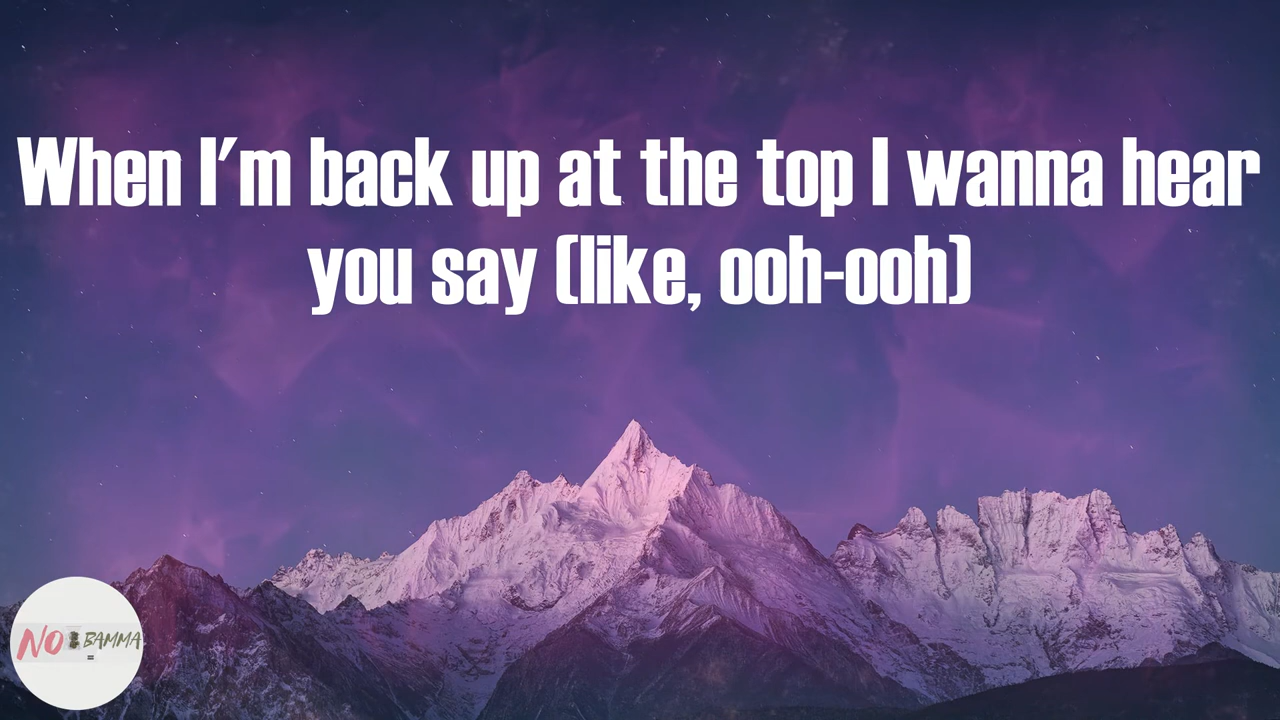 When I'm back up at the top I wanna hear
you say (like, ooh-ooh)
NO BAMMA